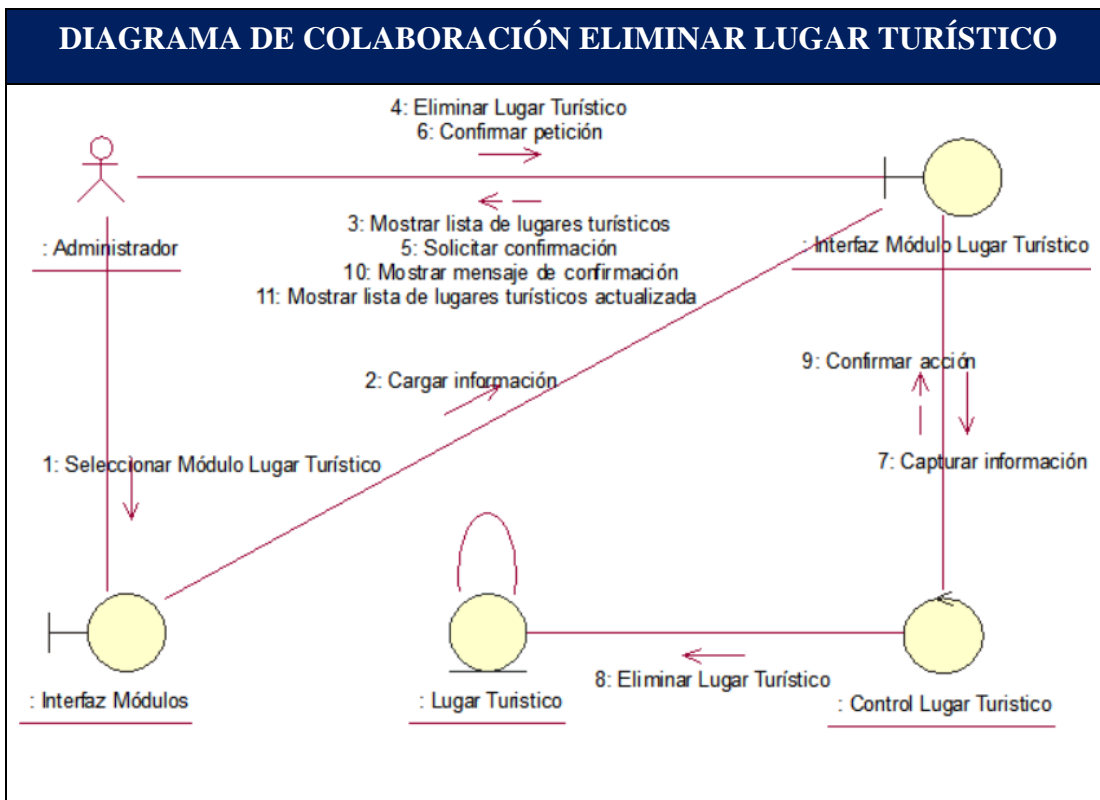 DIAGRAMA DE COLABORACIÓN ELIMINAR LUGAR TURÍSTICO
4: Eliminar Lugar Turístico
6: Confirmar petición
: Administrador
3: Mostrar lista de lugares turísticos
5: Solicitar confirmación
10: Mostrar mensaje de confirmación
11: Mostrar lista de lugares turísticos actualizada
: Interfaz Módulo Lugar Turístico
2: Cargar información
9: Confirmar acción
1: Seleccionar Módulo Lugar Turístico
7: Capturar información
: Interfaz Módulos
: Lugar Turistico
8: Eliminar Lugar Turístico
: Control Lugar Turistico